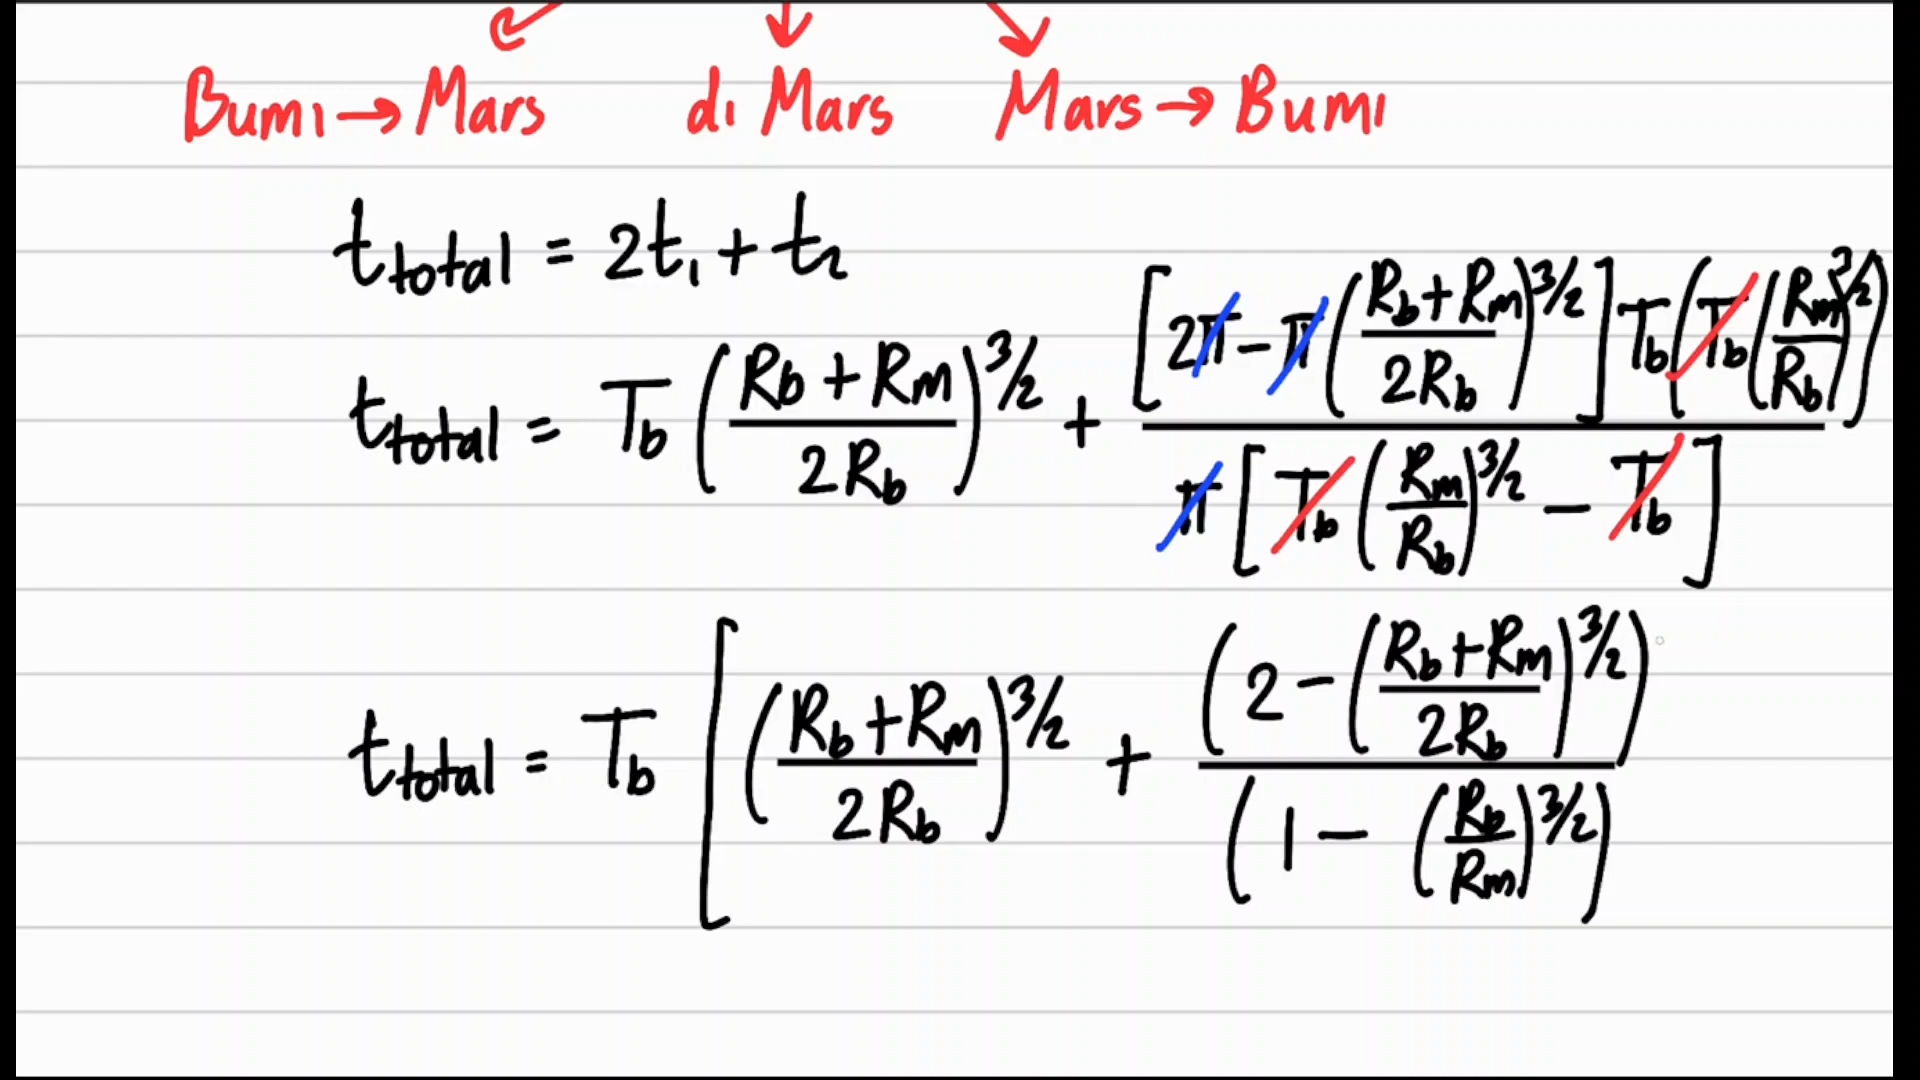 Bumi → Mars di Mars Mars → Bumi
t_total = 2t₁ + t₂
t_total = T_b ((R_b + R_m)/(2R_b))^(3/2) + [2π − π((R_b + R_m)/(2R_b))^(3/2)] T_b (T_b (R_m/R_b)^(3/2)) / π[T_b (R_m/R_b)^(3/2) − T_b]
t_total = T_b [((R_b + R_m)/(2R_b))^(3/2) + (2 − ((R_b + R_m)/(2R_b))^(3/2)) / (1 − (R_b/R_m)^(3/2))